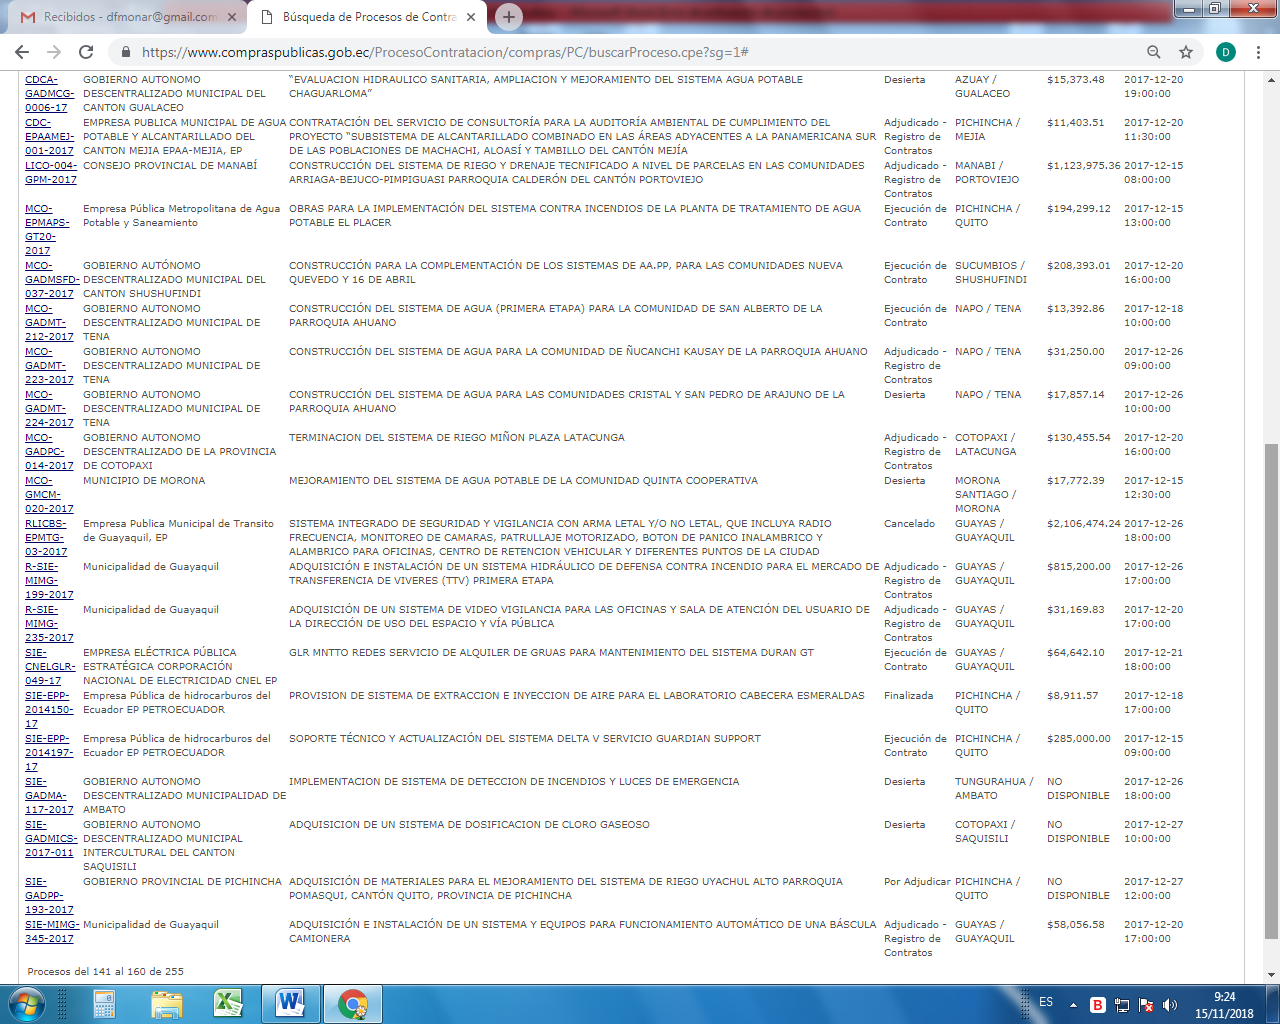 Recibidos - dfmonar@gmail.com
Búsqueda de Procesos de Contra
https://www.compraspublicas.gob.ec/ProcesoContratacion/compras/PC/buscarProceso.cpe?sg=1#
D
CDCA- GOBIERNO AUTONOMO “EVALUACION HIDRAULICO SANITARIA, AMPLIACION Y MEJORAMIENTO DEL SISTEMA AGUA POTABLE Desierta AZUAY / $15,373.48 2017-12-20
GADMCG- DESCENTRALIZADO MUNICIPAL DEL CHAGUARLOMA” GUALACEO 19:00:00
0006-17 CANTON GUALACEO
CDC- EMPRESA PUBLICA MUNICIPAL DE AGUA CONTRATACIÓN DEL SERVICIO DE CONSULTORÍA PARA LA AUDITORÍA AMBIENTAL DE CUMPLIMIENTO DEL Adjudicado - PICHINCHA / $11,403.51 2017-12-20
EPAAMEJ- POTABLE Y ALCANTARILLADO DEL PROYECTO “SUBSISTEMA DE ALCANTARILLADO COMBINADO EN LAS ÁREAS ADYACENTES A LA PANAMERICANA SUR Registro de MEJIA 11:30:00
001-2017 CANTON MEJIA EPAA-MEJIA, EP DE LAS POBLACIONES DE MACHACHI, ALOASÍ Y TAMBILLO DEL CANTÓN MEJÍA Contratos
LICO-004- CONSEJO PROVINCIAL DE MANABÍ CONSTRUCCIÓN DEL SISTEMA DE RIEGO Y DRENAJE TECNIFICADO A NIVEL DE PARCELAS EN LAS COMUNIDADES Adjudicado - MANABI / $1,123,975.36 2017-12-15
GPM-2017 ARRIAGA-BEJUCO-PIMPIGUASI PARROQUIA CALDERÓN DEL CANTÓN PORTOVIEJO Registro de PORTOVIEJO 08:00:00
Contratos
MCO- Empresa Pública Metropolitana de Agua OBRAS PARA LA IMPLEMENTACIÓN DEL SISTEMA CONTRA INCENDIOS DE LA PLANTA DE TRATAMIENTO DE AGUA Ejecución de PICHINCHA / $194,299.12 2017-12-15
EPMAPS- Potable y Saneamiento POTABLE EL PLACER Contrato QUITO 13:00:00
GT20-
2017
MCO- GOBIERNO AUTÓNOMO CONSTRUCCIÓN PARA LA COMPLEMENTACIÓN DE LOS SISTEMAS DE AA.PP, PARA LAS COMUNIDADES NUEVA Ejecución de SUCUMBIOS / $208,393.01 2017-12-20
GADMSFD- DESCENTRALIZADO MUNICIPAL DEL QUEVEDO Y 16 DE ABRIL Contrato SHUSHUFINDI 16:00:00
037-2017 CANTON SHUSHUFINDI
MCO- GOBIERNO AUTONOMO CONSTRUCCIÓN DEL SISTEMA DE AGUA (PRIMERA ETAPA) PARA LA COMUNIDAD DE SAN ALBERTO DE LA Ejecución de NAPO / TENA $13,392.86 2017-12-18
GADMT- DESCENTRALIZADO MUNICIPAL DE PARROQUIA AHUANO Contrato 10:00:00
212-2017 TENA
MCO- GOBIERNO AUTONOMO CONSTRUCCIÓN DEL SISTEMA DE AGUA PARA LA COMUNIDAD DE ÑUCANCHI KAUSAY DE LA PARROQUIA AHUANO Adjudicado - NAPO / TENA $31,250.00 2017-12-26
GADMT- DESCENTRALIZADO MUNICIPAL DE Registro de 09:00:00
223-2017 TENA Contratos
MCO- GOBIERNO AUTONOMO CONSTRUCCIÓN DEL SISTEMA DE AGUA PARA LAS COMUNIDADES CRISTAL Y SAN PEDRO DE ARAJUNO DE LA Desierta NAPO / TENA $17,857.14 2017-12-26
GADMT- DESCENTRALIZADO MUNICIPAL DE PARROQUIA AHUANO 10:00:00
224-2017 TENA
MCO- GOBIERNO AUTONOMO TERMINACION DEL SISTEMA DE RIEGO MIÑON PLAZA LATACUNGA Adjudicado - COTOPAXI / $130,455.54 2017-12-20
GADPC- DESCENTRALIZADO DE LA PROVINCIA Registro de LATACUNGA 16:00:00
014-2017 DE COTOPAXI Contratos
MCO- MUNICIPIO DE MORONA MEJORAMIENTO DEL SISTEMA DE AGUA POTABLE DE LA COMUNIDAD QUINTA COOPERATIVA Desierta MORONA $17,772.39 2017-12-15
GMCM- SANTIAGO / 12:30:00
020-2017 MORONA
RLICBS- Empresa Publica Municipal de Transito SISTEMA INTEGRADO DE SEGURIDAD Y VIGILANCIA CON ARMA LETAL Y/O NO LETAL, QUE INCLUYA RADIO Cancelado GUAYAS / $2,106,474.24 2017-12-26
EPMTG- de Guayaquil, EP FRECUENCIA, MONITOREO DE CAMARAS, PATRULLAJE MOTORIZADO, BOTON DE PANICO INALAMBRICO Y GUAYAQUIL 18:00:00
03-2017 ALAMBRICO PARA OFICINAS, CENTRO DE RETENCION VEHICULAR Y DIFERENTES PUNTOS DE LA CIUDAD
R-SIE- Municipalidad de Guayaquil ADQUISICIÓN E INSTALACIÓN DE UN SISTEMA HIDRÁULICO DE DEFENSA CONTRA INCENDIO PARA EL MERCADO DE Adjudicado - GUAYAS / $815,200.00 2017-12-26
MIMG- TRANSFERENCIA DE VIVERES (TTV) PRIMERA ETAPA Registro de GUAYAQUIL 17:00:00
199-2017 Contratos
R-SIE- Municipalidad de Guayaquil ADQUISICIÓN DE UN SISTEMA DE VIDEO VIGILANCIA PARA LAS OFICINAS Y SALA DE ATENCIÓN DEL USUARIO DE Adjudicado - GUAYAS / $31,169.83 2017-12-20
MIMG- LA DIRECCIÓN DE USO DEL ESPACIO Y VÍA PÚBLICA Registro de GUAYAQUIL 17:00:00
235-2017 Contratos
SIE- EMPRESA ELÉCTRICA PÚBLICA GLR MNTTO REDES SERVICIO DE ALQUILER DE GRUAS PARA MANTENIMIENTO DEL SISTEMA DURAN GT Ejecución de GUAYAS / $64,642.10 2017-12-21
CNELGLR- ESTRATÉGICA CORPORACIÓN Contrato GUAYAQUIL 18:00:00
049-17 NACIONAL DE ELECTRICIDAD CNEL EP
SIE-EPP- Empresa Pública de hidrocarburos del PROVISION DE SISTEMA DE EXTRACCION E INYECCION DE AIRE PARA EL LABORATORIO CABECERA ESMERALDAS Finalizada PICHINCHA / $8,911.57 2017-12-18
2014150- Ecuador EP PETROECUADOR QUITO 17:00:00
17
SIE-EPP- Empresa Pública de hidrocarburos del SOPORTE TÉCNICO Y ACTUALIZACIÓN DEL SISTEMA DELTA V SERVICIO GUARDIAN SUPPORT Ejecución de PICHINCHA / $285,000.00 2017-12-15
2014197- Ecuador EP PETROECUADOR Contrato QUITO 09:00:00
17
SIE- GOBIERNO AUTONOMO IMPLEMENTACION DE SISTEMA DE DETECCION DE INCENDIOS Y LUCES DE EMERGENCIA Desierta TUNGURAHUA / NO 2017-12-26
GADMA- DESCENTRALIZADO MUNICIPALIDAD DE AMBATO DISPONIBLE 18:00:00
117-2017 AMBATO
SIE- GOBIERNO AUTONOMO ADQUISICION DE UN SISTEMA DE DOSIFICACION DE CLORO GASEOSO Desierta COTOPAXI / NO 2017-12-27
GADMICS- DESCENTRALIZADO MUNICIPAL SAQUISILI DISPONIBLE 10:00:00
2017-011 INTERCULTURAL DEL CANTON
SAQUISILI
SIE- GOBIERNO PROVINCIAL DE PICHINCHA ADQUISICIÓN DE MATERIALES PARA EL MEJORAMIENTO DEL SISTEMA DE RIEGO UYACHUL ALTO PARROQUIA Por Adjudicar PICHINCHA / NO 2017-12-27
GADPP- POMASQUI, CANTÓN QUITO, PROVINCIA DE PICHINCHA QUITO DISPONIBLE 12:00:00
193-2017
SIE-MIMG- Municipalidad de Guayaquil ADQUISICIÓN E INSTALACIÓN DE UN SISTEMA Y EQUIPOS PARA FUNCIONAMIENTO AUTOMÁTICO DE UNA BÁSCULA Adjudicado - GUAYAS / $58,056.58 2017-12-20
345-2017 CAMIONERA Registro de GUAYAQUIL 17:00:00
Contratos
Procesos del 141 al 160 de 255
ES
B
9:24
15/11/2018